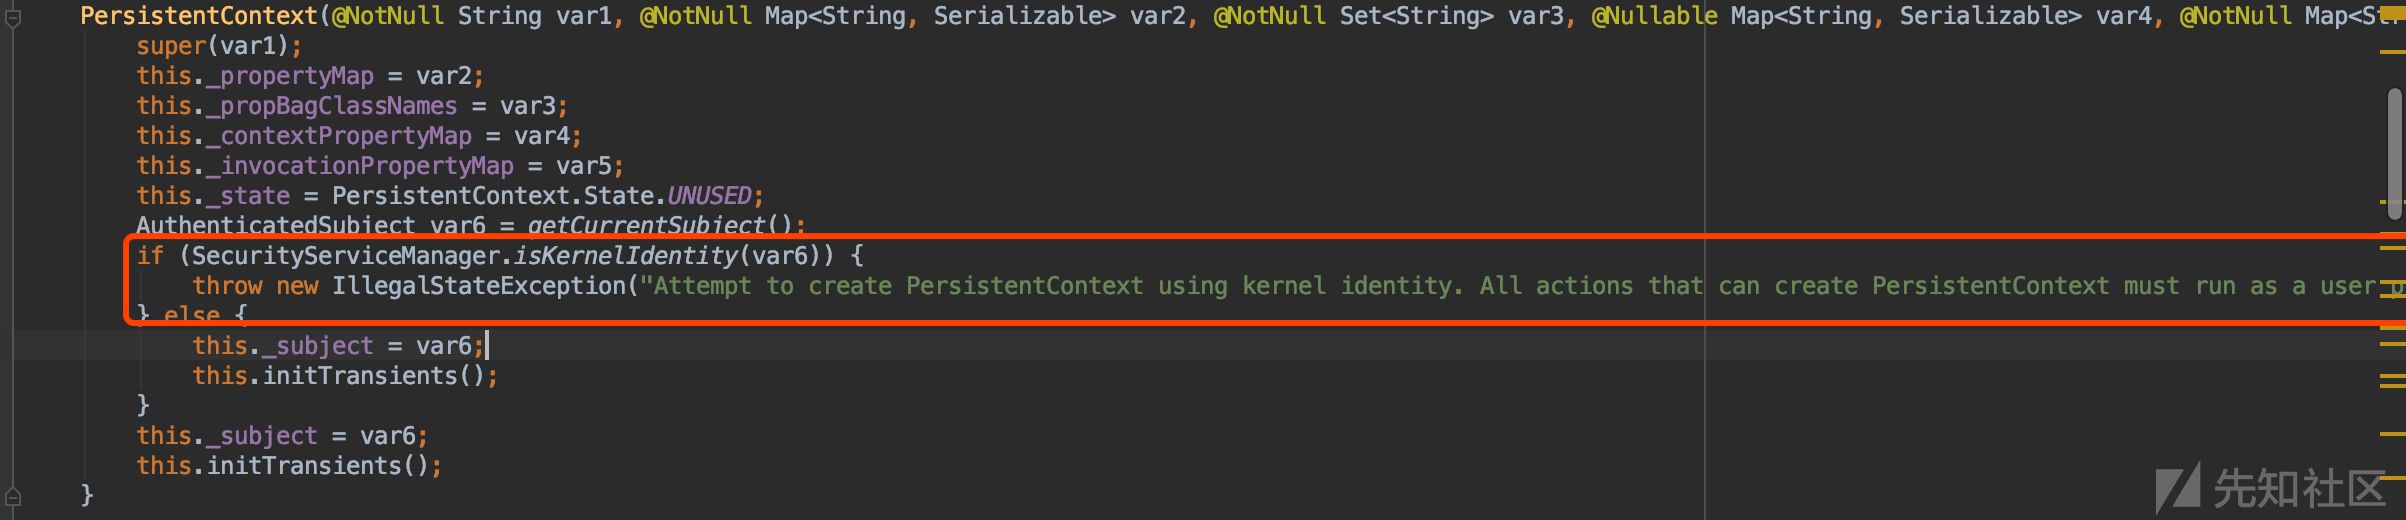 PersistentContext(@NotNull String var1, @NotNull Map<String, Serializable> var2, @NotNull Set<String> var3, @Nullable Map<String, Serializable> var4, @NotNull
super(var1);
this._propertyMap = var2;
this._propBagClassNames = var3;
this._contextPropertyMap = var4;
this._invocationPropertyMap = var5;
this._state = PersistentContext.State.UNUSED;
AuthenticatedSubject var6 = getCurrentSubject();
if (SecurityServiceManager.isKernelIdentity(var6)) {
throw new IllegalStateException("Attempt to create PersistentContext using kernel identity. All actions that can create PersistentContext must run as a user
} else {
this._subject = var6;
this.initTransients();
}
this._subject = var6;
this.initTransients();
}
先知社区